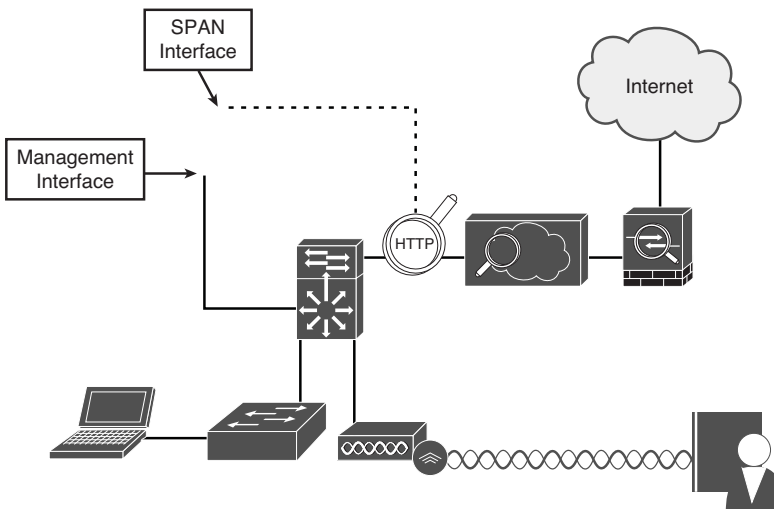 SPAN
Interface
Internet
Management
Interface
HTTP